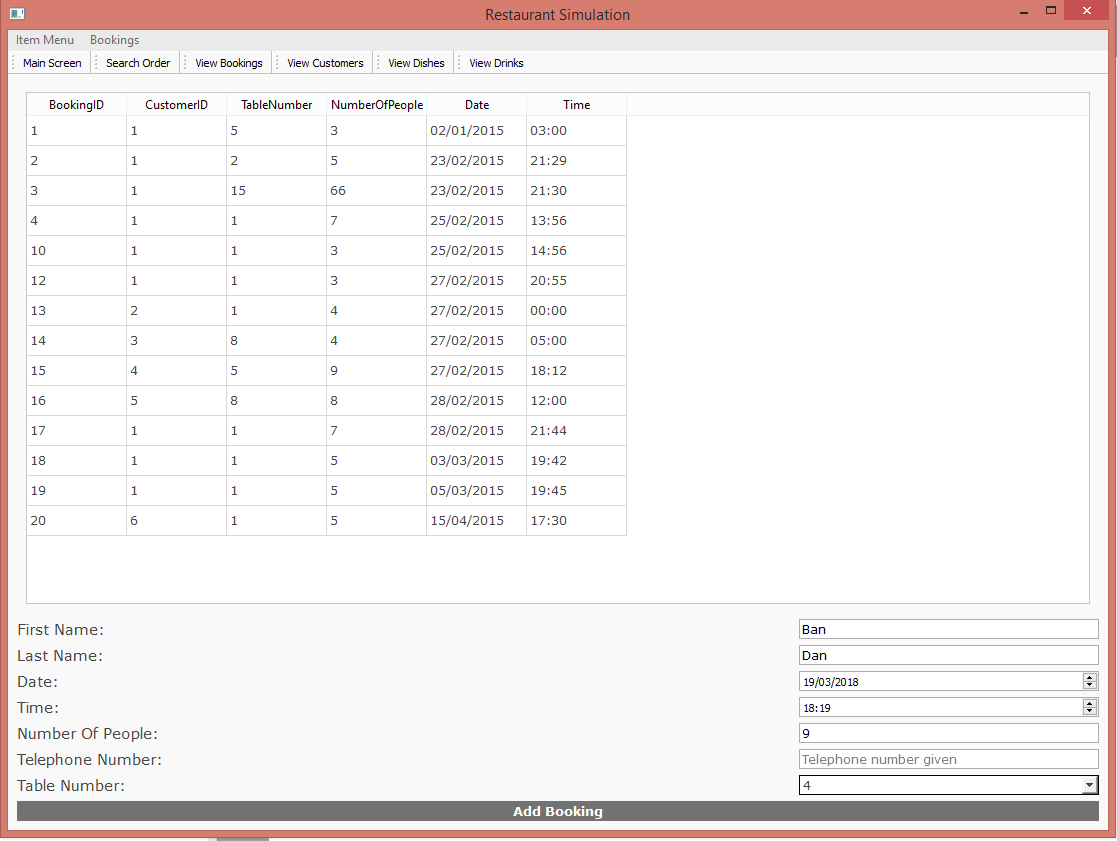 Restaurant Simulation
Item Menu Bookings
Main Screen Search Order View Bookings View Customers View Dishes View Drinks
BookingID CustomerID TableNumber NumberOfPeople Date Time
1 1 5 3 02/01/2015 03:00
2 1 2 5 23/02/2015 21:29
3 1 15 66 23/02/2015 21:30
4 1 1 7 25/02/2015 13:56
10 1 1 3 25/02/2015 14:56
12 1 1 3 27/02/2015 20:55
13 2 1 4 27/02/2015 00:00
14 3 8 4 27/02/2015 05:00
15 4 5 9 27/02/2015 18:12
16 5 8 8 28/02/2015 12:00
17 1 1 7 28/02/2015 21:44
18 1 1 5 03/03/2015 19:42
19 1 1 5 05/03/2015 19:45
20 6 1 5 15/04/2015 17:30
First Name: Ban
Last Name: Dan
Date: 19/03/2018
Time: 18:19
Number Of People: 9
Telephone Number: Telephone number given
Table Number: 4
Add Booking